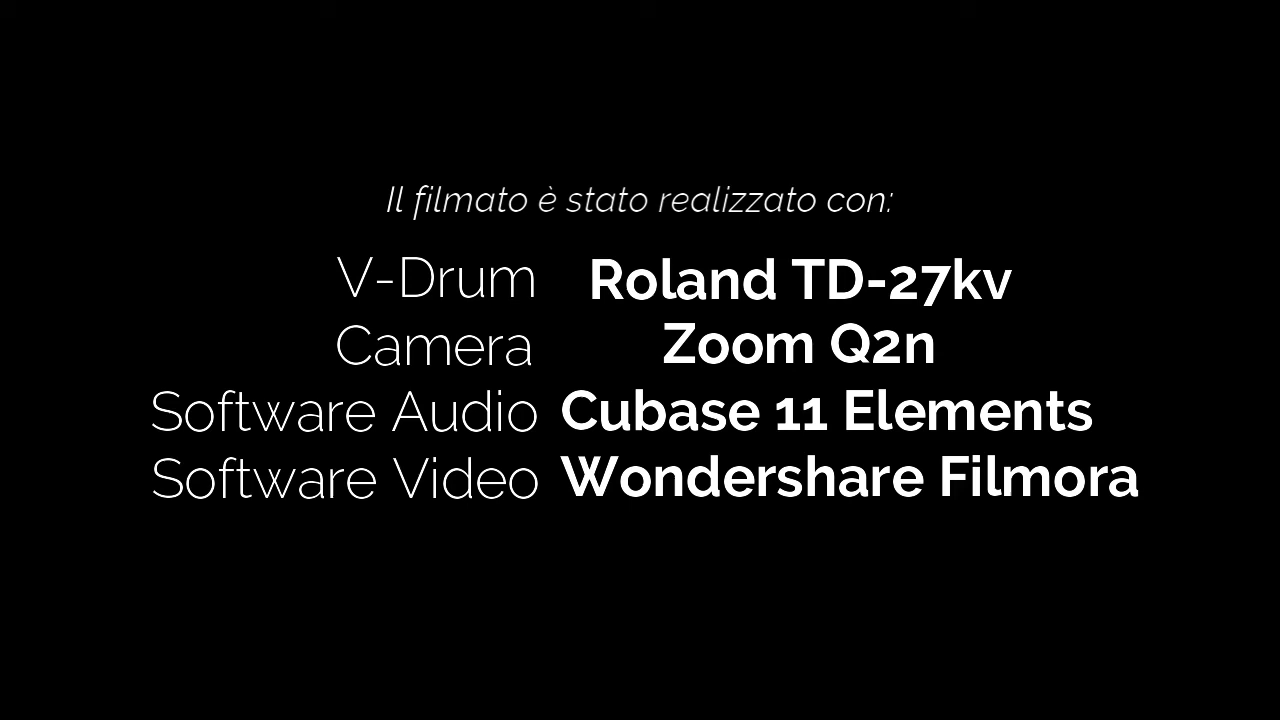 Il filmato è stato realizzato con:
V-Drum Roland TD-27kv
Camera Zoom Q2n
Software Audio Cubase 11 Elements
Software Video Wondershare Filmora